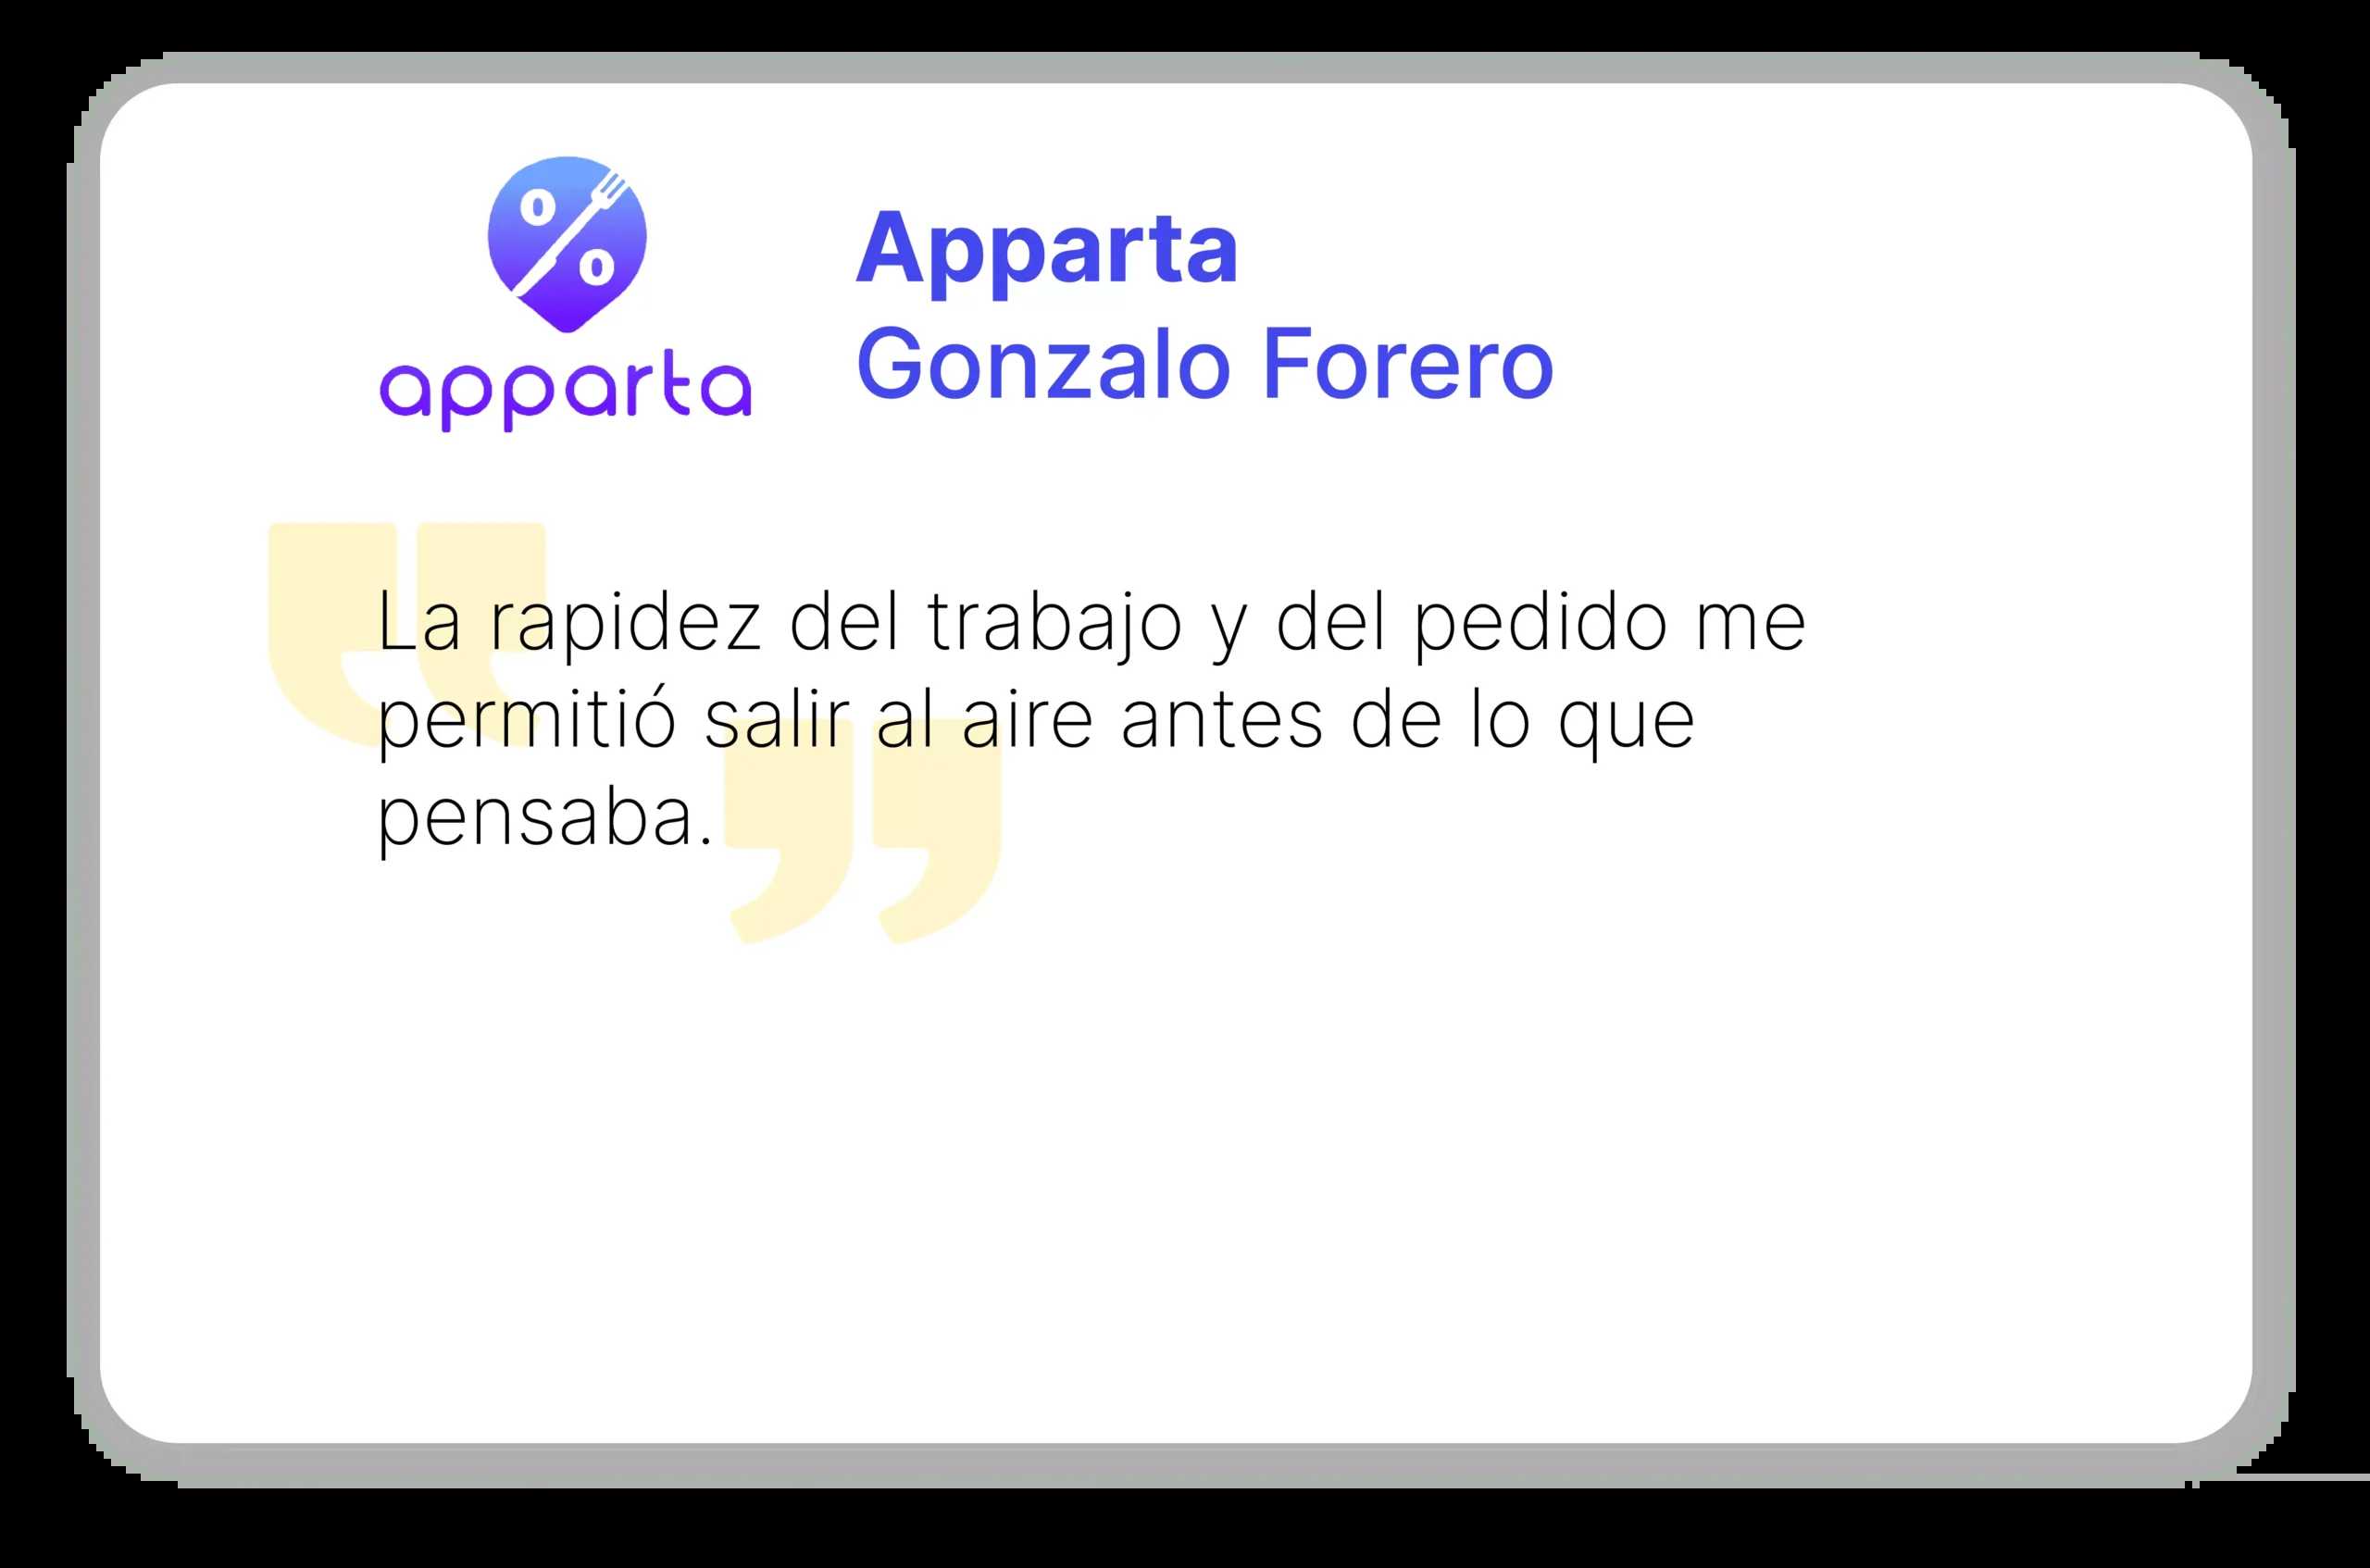 apparta
Apparta
Gonzalo Forero
La rapidez del trabajo y del pedido me
permitió salir al aire antes de lo que
pensaba.